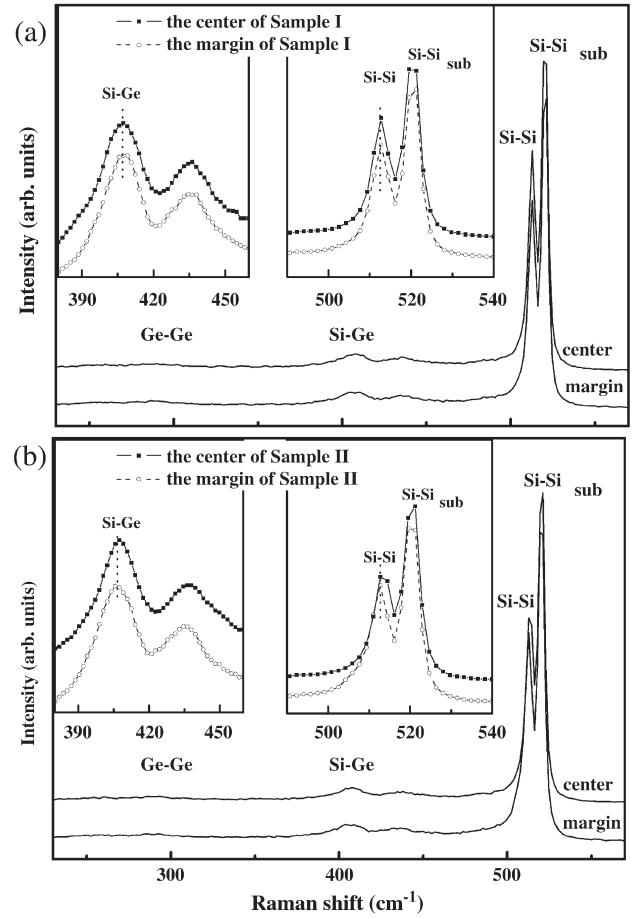 (a)
the center of Sample I
the margin of Sample I
Si-Ge
Si-Si
Si-Si sub
Si-Si sub
Si-Si
Intensity (arb. units)
390 420 450
500 520 540
Ge-Ge
Si-Ge
center
margin
(b)
the center of Sample II
the margin of Sample II
Si-Ge
Si-Si
Si-Si sub
Si-Si sub
Si-Si
Intensity (arb. units)
390 420 450
500 520 540
Ge-Ge
Si-Ge
center
margin
300 400 500
Raman shift (cm-1)